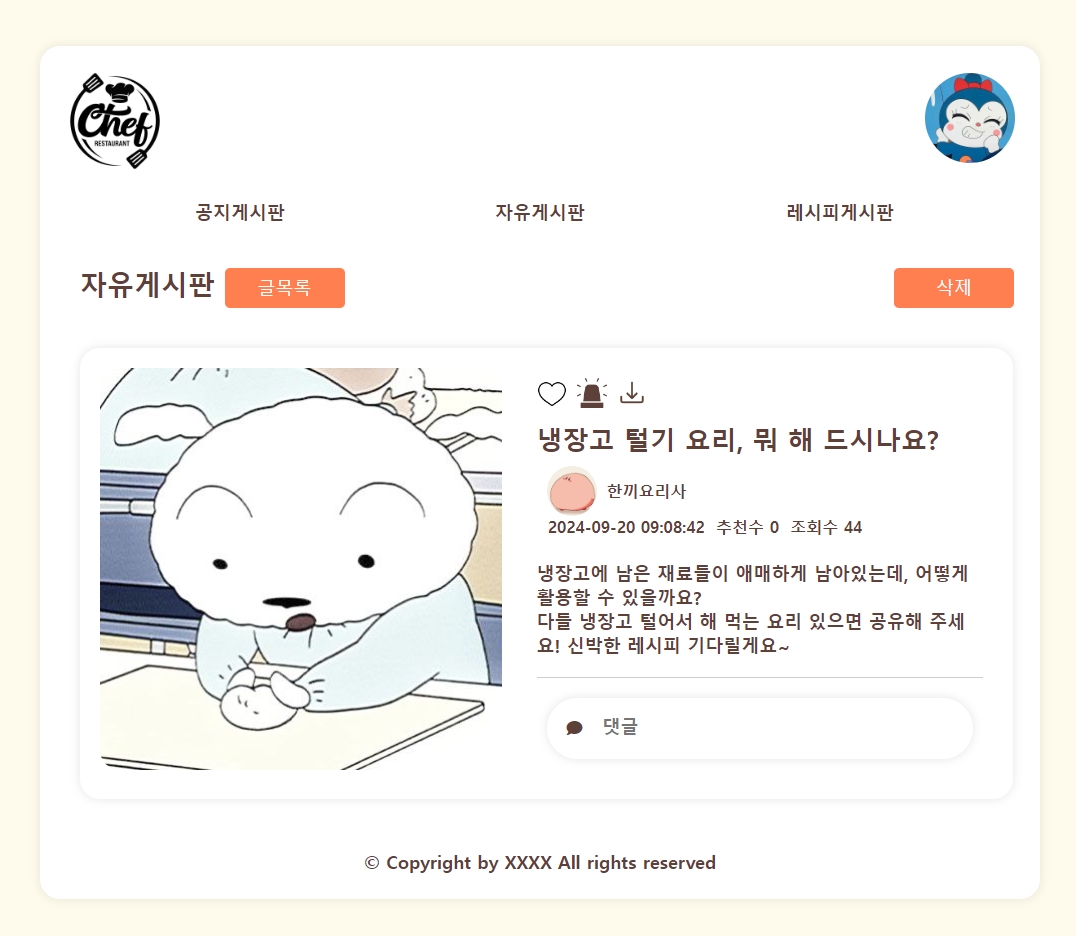 Chef
RESTAURANT
공지게시판
자유게시판
레시피게시판
자유게시판
글목록
삭제
냉장고 털기 요리, 뭐 해 드시나요?
한끼요리사
2024-09-20 09:08:42 추천수 0 조회수 44
냉장고에 남은 재료들이 애매하게 남아있는데, 어떻게
활용할 수 있을까요?
다들 냉장고 털어서 해 먹는 요리 있으면 공유해 주세
요! 신박한 레시피 기다릴게요~
댓글
© Copyright by XXXX All rights reserved